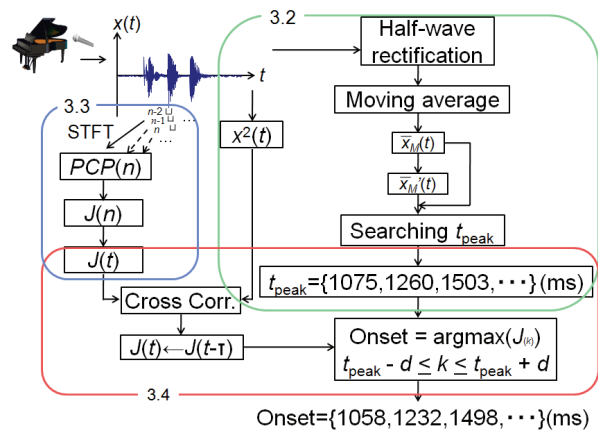 x(t)
t
3.2
Half-wave
rectification
Moving average
x̅M(t)
x̅M'(t)
Searching tpeak
tpeak={1075,1260,1503,···}(ms)
3.3
STFT
n-2
n-1
n
...
...
PCP(n)
J(n)
J(t)
x²(t)
Cross Corr.
J(t)←J(t-τ)
Onset = argmax(J(k))
tpeak - d ≤ k ≤ tpeak + d
3.4
Onset={1058,1232,1498,···}(ms)